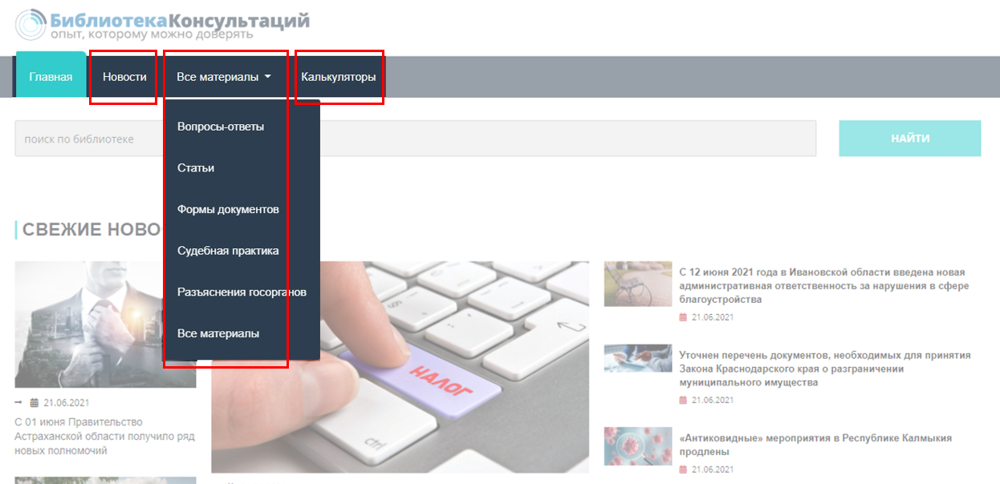 БиблиотекаКонсультаций
опыт, которому можно доверять
Главная
Новости
Все материалы
Калькуляторы
Вопросы-ответы
Статьи
Формы документов
Судебная практика
Разъяснения госорганов
Все материалы
поиск по библиотеке
НАЙТИ
СВЕЖИЕ НОВО
21.06.2021
С 01 июня Правительство
Астраханской области получило ряд
новых полномочий
НАЛОГ
ctrl
С 12 июня 2021 года в Ивановской области введена новая
административная ответственность за нарушения в сфере
благоустройства
21.06.2021
Уточнен перечень документов, необходимых для принятия
Закона Краснодарского края о разграничении
муниципального имущества
21.06.2021
«Антиковидные» мероприятия в Республике Калмыкия
продлены
21.06.2021